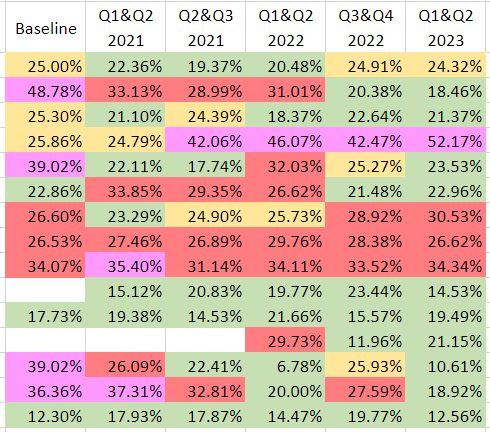 Baseline Q1&Q2 2021 Q2&Q3 2021 Q1&Q2 2022 Q3&Q4 2022 Q1&Q2 2023
25.00% 22.36% 19.37% 20.48% 24.91% 24.32%
48.78% 33.13% 28.99% 31.01% 20.38% 18.46%
25.30% 21.10% 24.39% 18.37% 22.64% 21.37%
25.86% 24.79% 42.06% 46.07% 42.47% 52.17%
39.02% 22.11% 17.74% 32.03% 25.27% 23.53%
22.86% 33.85% 29.35% 26.62% 21.48% 22.96%
26.60% 23.29% 24.90% 25.73% 28.92% 30.53%
26.53% 27.46% 26.89% 29.76% 28.38% 26.62%
34.07% 35.40% 31.14% 34.11% 33.52% 34.34%
15.12% 20.83% 19.77% 23.44% 14.53%
17.73% 19.38% 14.53% 21.66% 15.57% 19.49%
29.73% 11.96% 21.15%
39.02% 26.09% 22.41% 6.78% 25.93% 10.61%
36.36% 37.31% 32.81% 20.00% 27.59% 18.92%
12.30% 17.93% 17.87% 14.47% 19.77% 12.56%